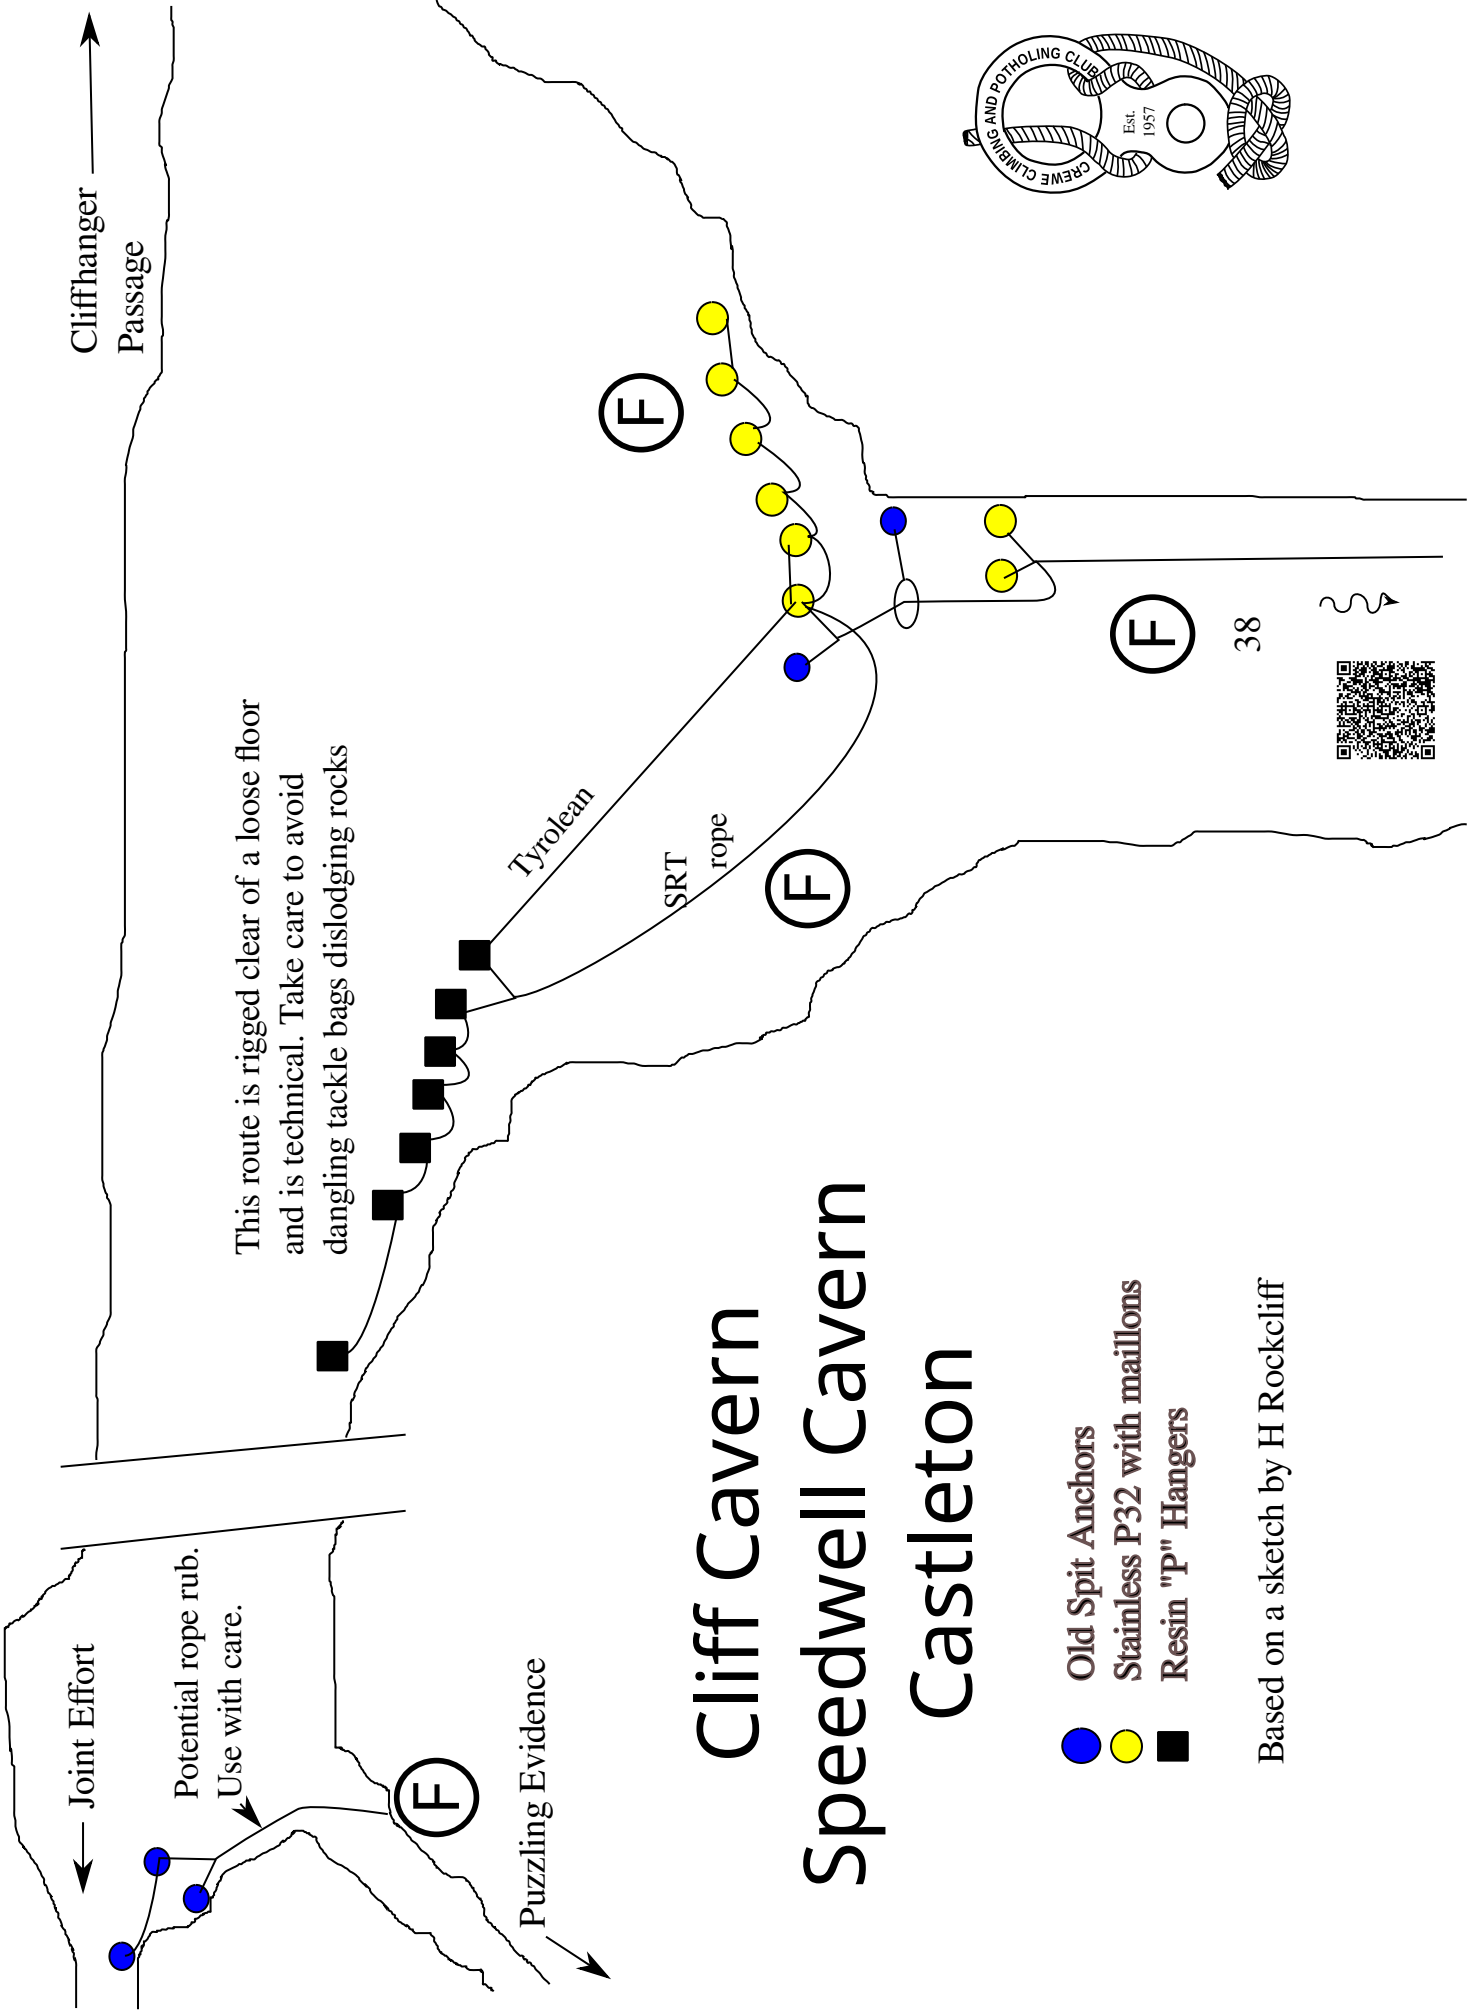 Joint Effort
Potential rope rub.
Use with care.
F
Puzzling Evidence
This route is rigged clear of a loose floor
and is technical. Take care to avoid
dangling tackle bags dislodging rocks
Cliffhanger
Passage
Tyrolean
SRT
rope
F
F
F
38
Cliff Cavern
Speedwell Cavern
Castleton
Old Spit Anchors
Stainless P32 with maillons
Resin "P" Hangers
Based on a sketch by H Rockcliff
CREWE CLIMBING AND POTHOLING CLUB
Est.
1957